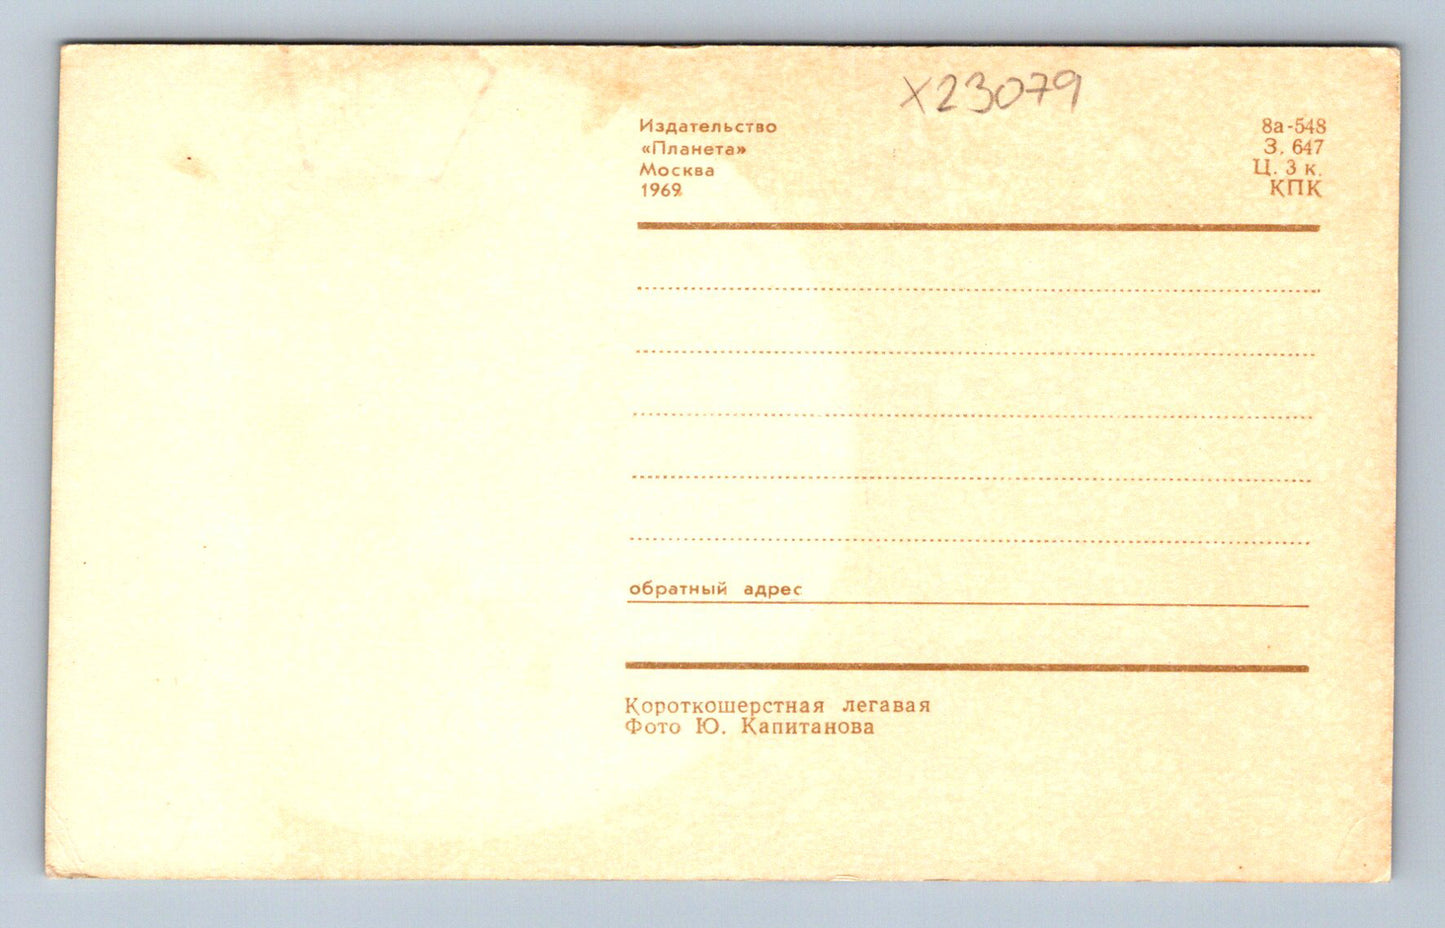 x23079
Издательство
«Планета»
Москва
1969
8а-548
З. 647
Ц. 3 к.
КПК
обратный адрес
Короткошерстная легавая
Фото Ю. Капитанова